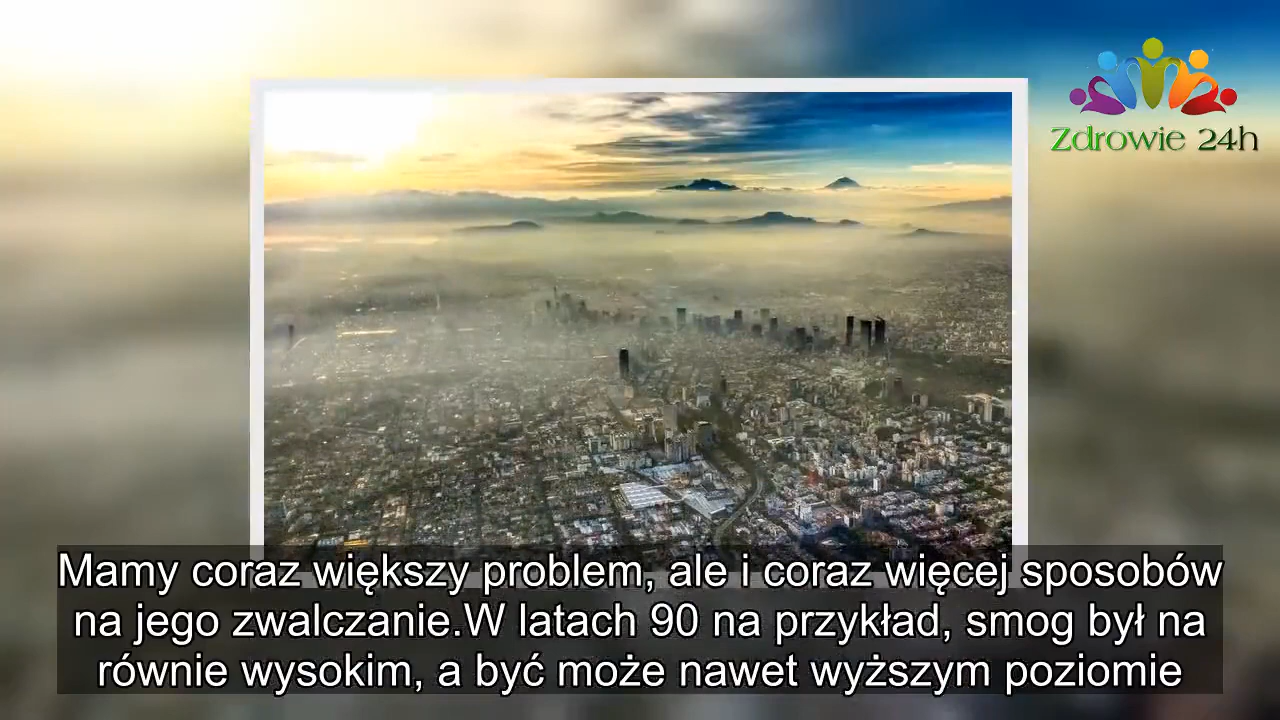 Zdrowie 24h
Mamy coraz większy problem, ale i coraz więcej sposobów
na jego zwalczanie.W latach 90 na przykład, smog był na
równie wysokim, a być może nawet wyższym poziomie